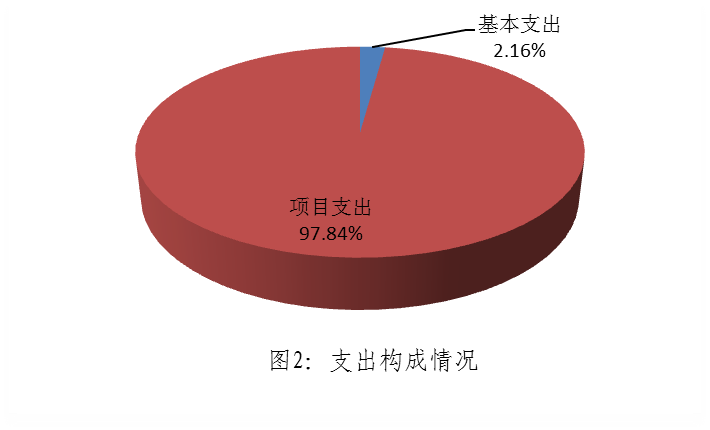 基本支出
2.16%
项目支出
97.84%
图2：支出构成情况